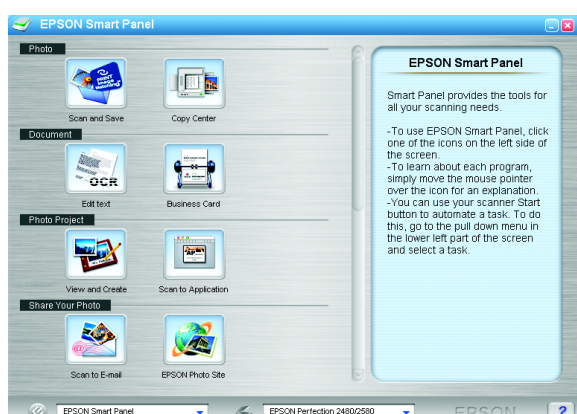 EPSON Smart Panel
Photo
PRINT Image Matching
Scan and Save
Copy Center
Document
OCR
Edit text
Business Card
Photo Project
View and Create
Scan to Application
Share Your Photo
Scan to E-mail
EPSON Photo Site
EPSON Smart Panel
Smart Panel provides the tools for
all your scanning needs.
-To use EPSON Smart Panel, click
one of the icons on the left side of
the screen.
-To learn about each program,
simply move the mouse pointer
over the icon for an explanation.
-You can use your scanner Start
button to automate a task. To do
this, go to the pull down menu in
the lower left part of the screen
and select a task.
EPSON Smart Panel
EPSON Perfection 2480/2580
EPSON
?